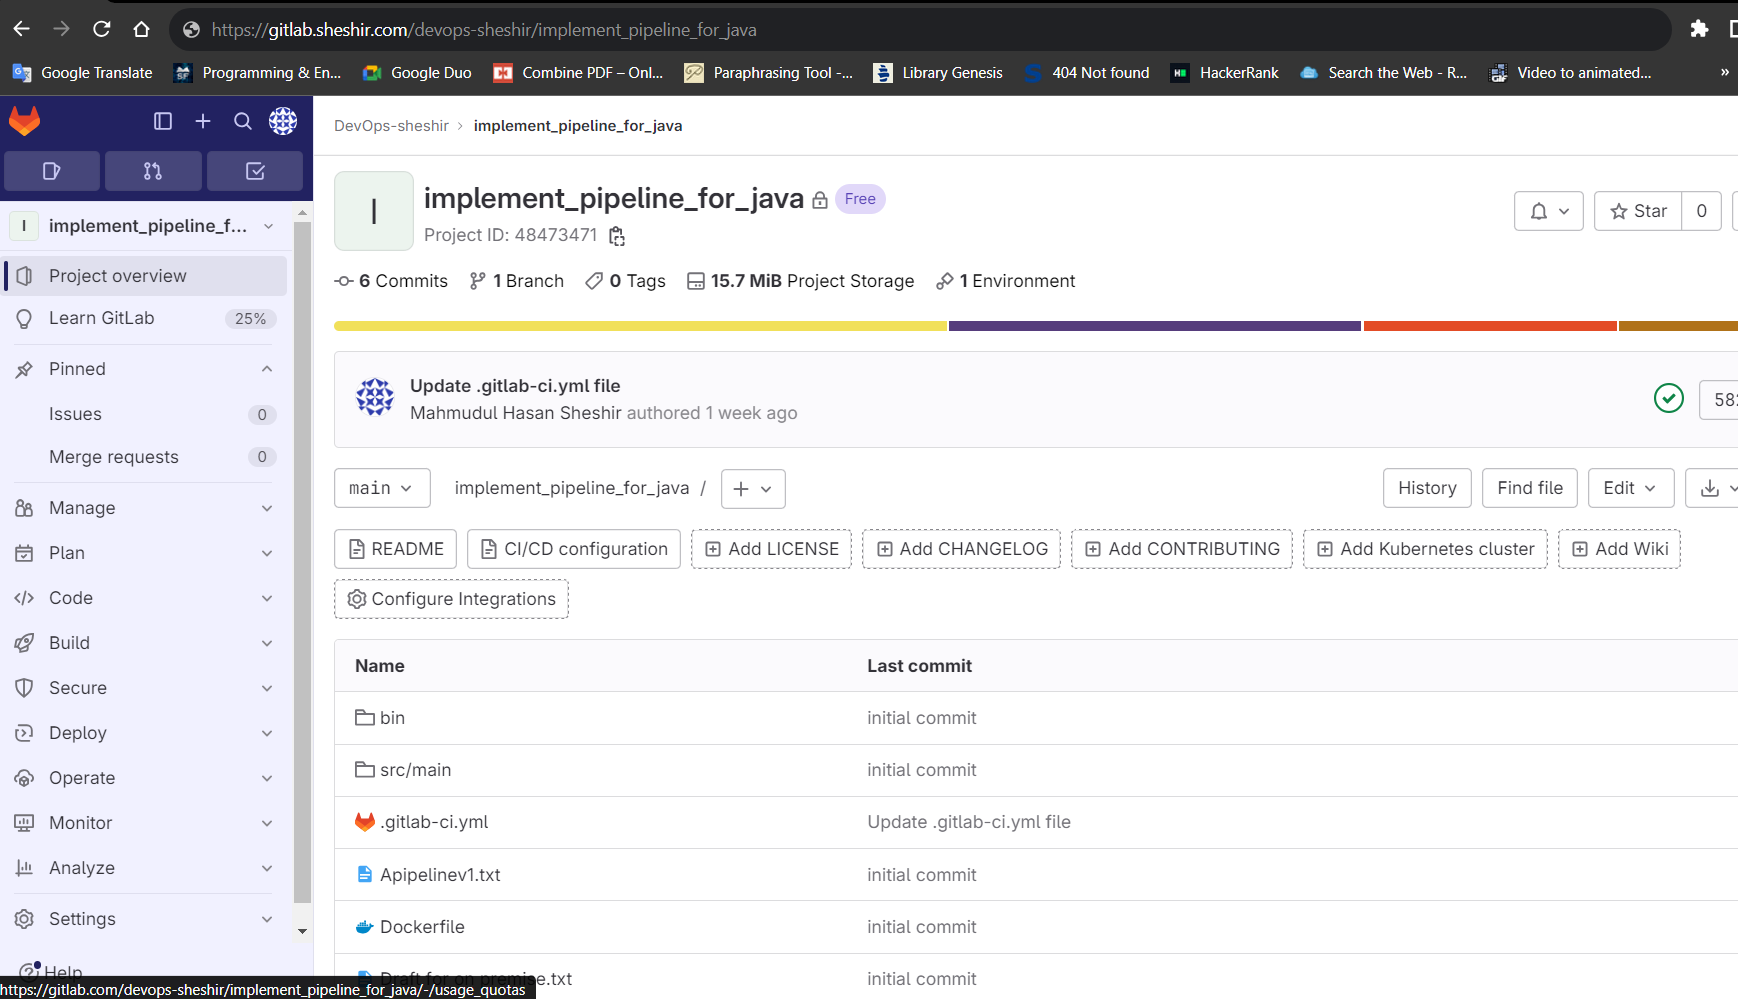 https://gitlab.sheshir.com/devops-sheshir/implement_pipeline_for_java
Google Translate Programming & En... Google Duo Combine PDF – Onl... Paraphrasing Tool -... Library Genesis 404 Not found HackerRank Search the Web - R... Video to animated... »
DevOps-sheshir › implement_pipeline_for_java
I implement_pipeline_f...
Project overview
Learn GitLab 25%
Pinned
Issues 0
Merge requests 0
Manage
Plan
Code
Build
Secure
Deploy
Operate
Monitor
Analyze
Settings
Help
https://gitlab.com/devops-sheshir/implement_pipeline_for_java/-/usage_quotas
I
implement_pipeline_for_java Free
Project ID: 48473471
Star 0
6 Commits 1 Branch 0 Tags 15.7 MiB Project Storage 1 Environment
Update .gitlab-ci.yml file
Mahmudul Hasan Sheshir authored 1 week ago
main implement_pipeline_for_java / + History Find file Edit
README CI/CD configuration Add LICENSE Add CHANGELOG Add CONTRIBUTING Add Kubernetes cluster Add Wiki
Configure Integrations
Name Last commit
bin initial commit
src/main initial commit
.gitlab-ci.yml Update .gitlab-ci.yml file
Apipelinev1.txt initial commit
Dockerfile initial commit
Draft for on premise.txt initial commit